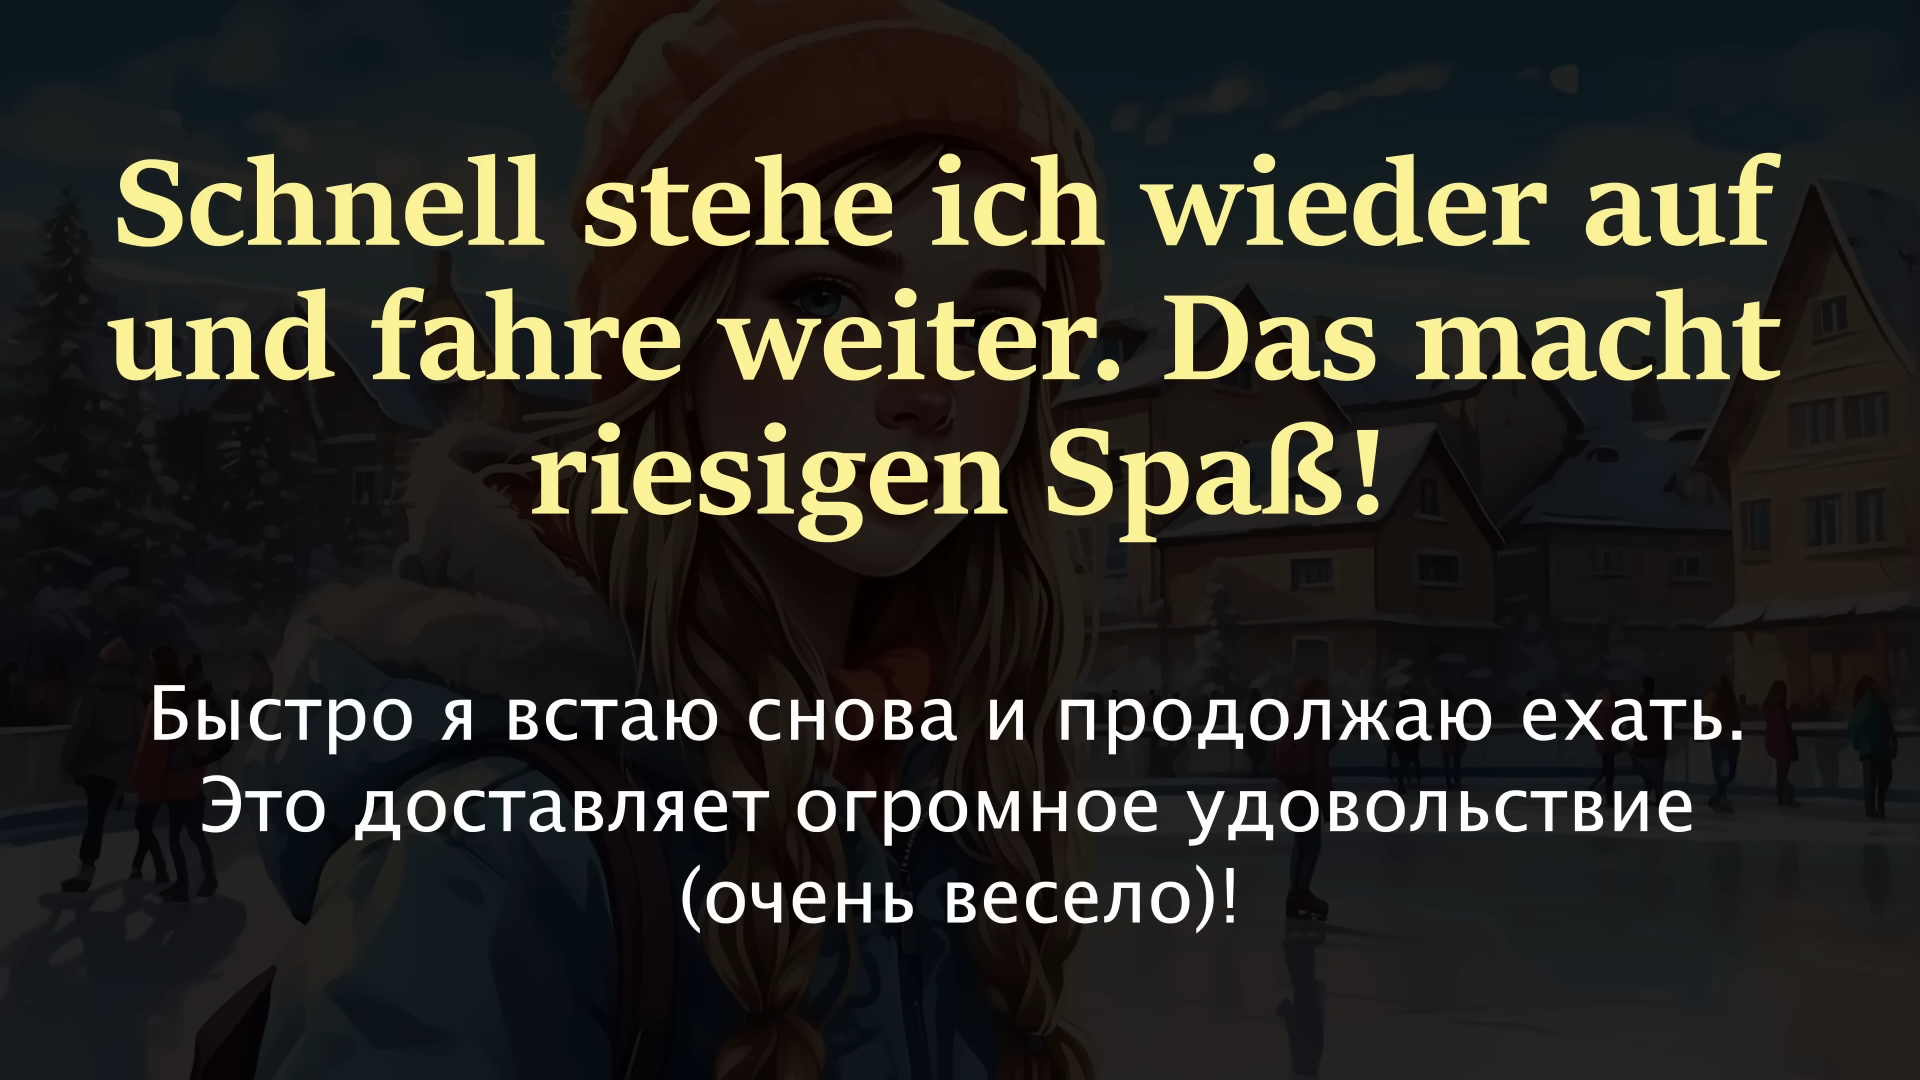 Schnell stehe ich wieder auf
und fahre weiter. Das macht
riesigen Spaß!
Быстро я встаю снова и продолжаю ехать.
Это доставляет огромное удовольствие
(очень весело)!